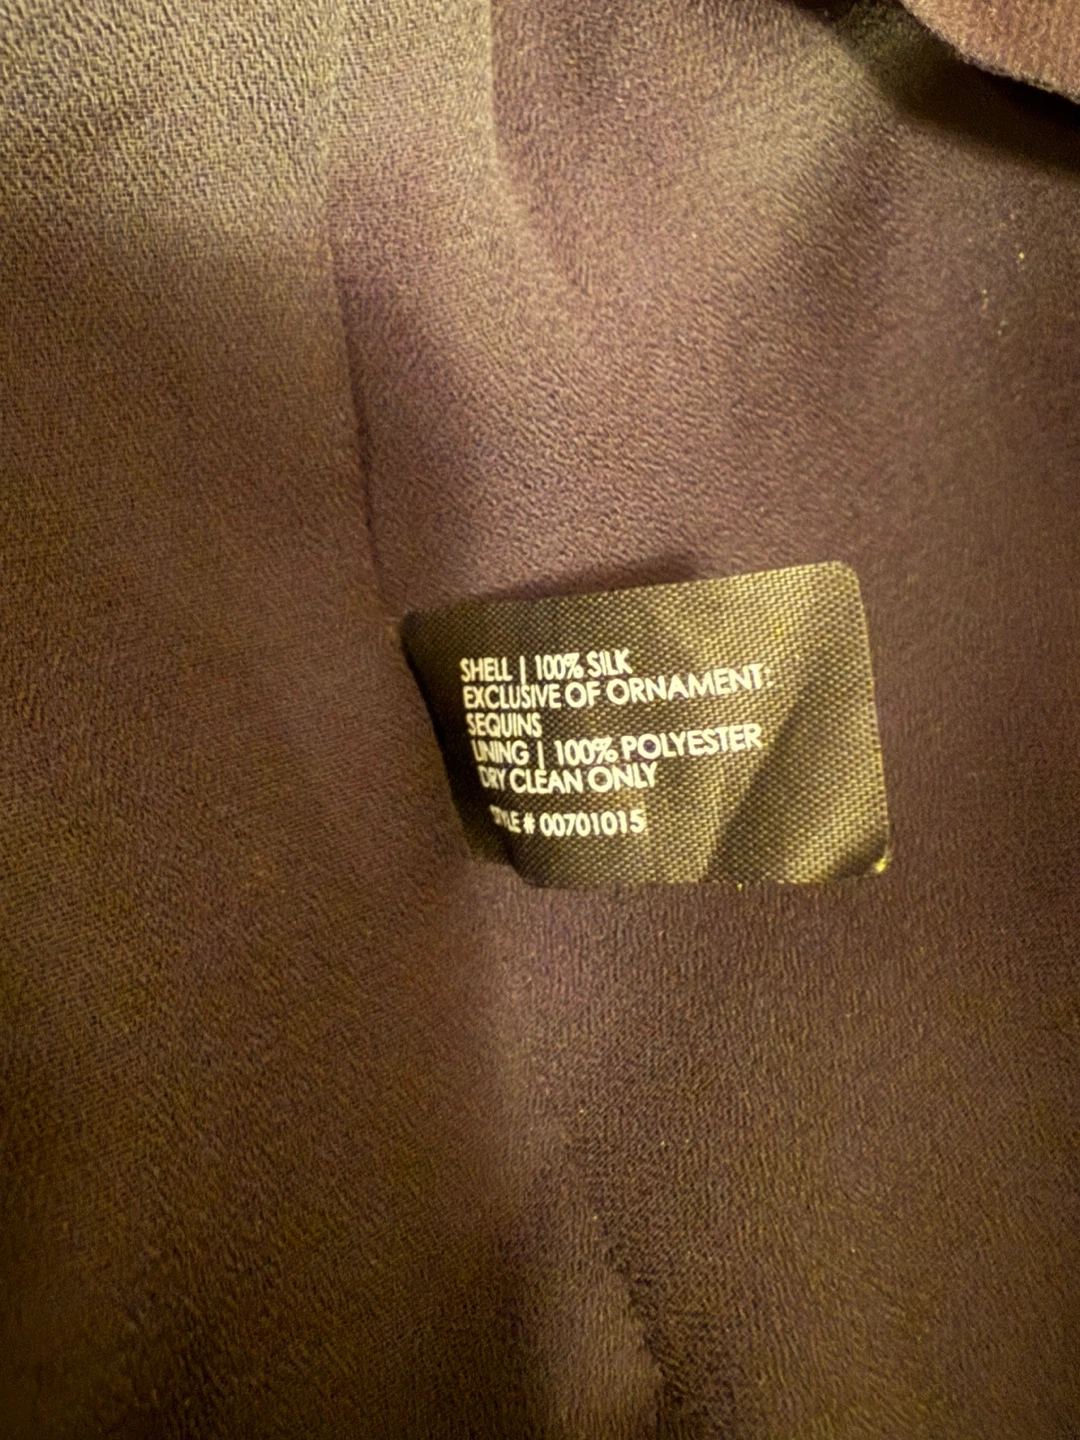 SHELL | 100% SILK
EXCLUSIVE OF ORNAMENT
SEQUINS
LINING | 100% POLYESTER
DRY CLEAN ONLY
STYLE # 00701015